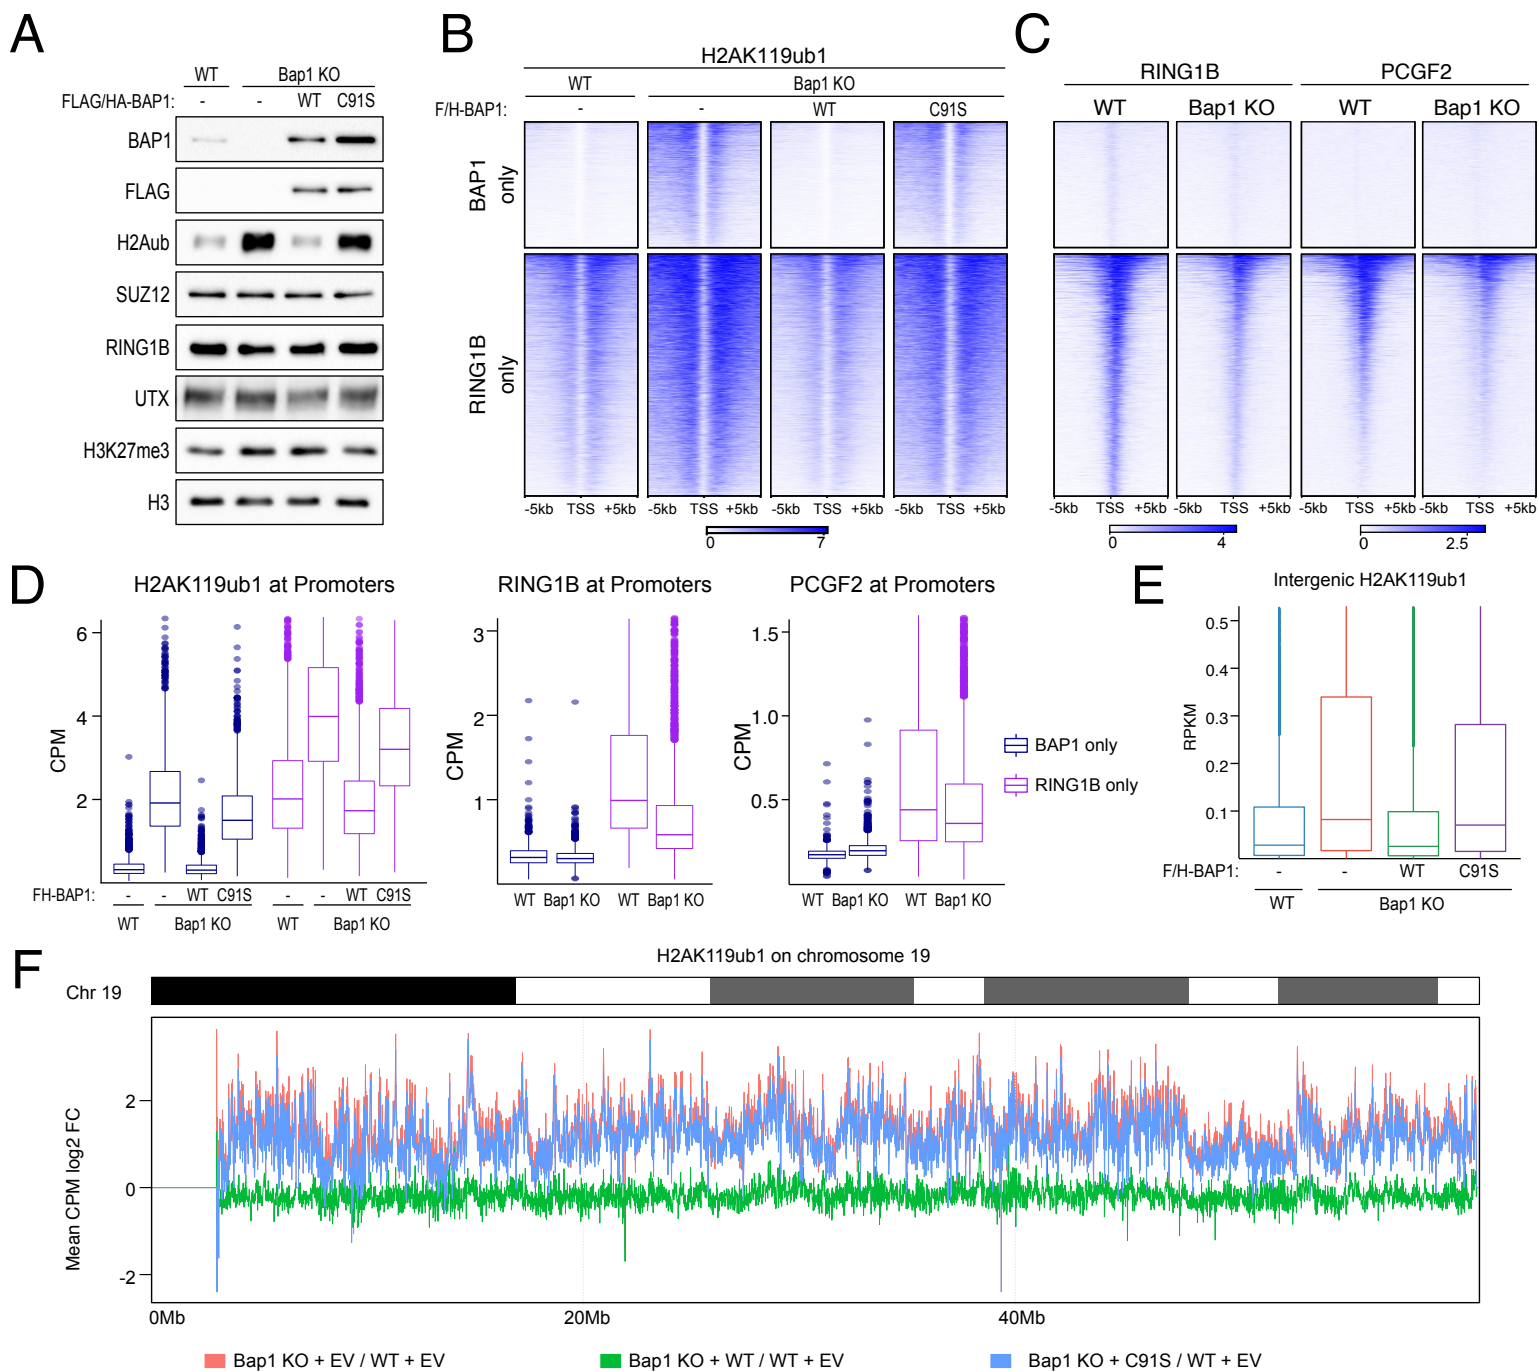 A
WT Bap1 KO
FLAG/HA-BAP1: - - WT C91S
BAP1
FLAG
H2Aub
SUZ12
RING1B
UTX
H3K27me3
H3
B
H2AK119ub1
WT Bap1 KO
F/H-BAP1: - - WT C91S
BAP1 only
RING1B only
-5kb TSS +5kb -5kb TSS +5kb -5kb TSS +5kb -5kb TSS +5kb
0 7
C
RING1B PCGF2
WT Bap1 KO WT Bap1 KO
-5kb TSS +5kb -5kb TSS +5kb -5kb TSS +5kb -5kb TSS +5kb
0 4 0 2.5
D
H2AK119ub1 at Promoters
CPM
6
4
2
FH-BAP1: - - WT C91S - - WT C91S
WT Bap1 KO WT Bap1 KO
RING1B at Promoters
CPM
3
2
1
WT Bap1 KO WT Bap1 KO
PCGF2 at Promoters
CPM
1.5
1.0
0.5
WT Bap1 KO WT Bap1 KO
BAP1 only
RING1B only
E
Intergenic H2AK119ub1
RPKM
0.5
0.4
0.3
0.2
0.1
F/H-BAP1: - - WT C91S
WT Bap1 KO
F
H2AK119ub1 on chromosome 19
Chr 19
Mean CPM log2 FC
2
0
-2
0Mb 20Mb 40Mb
Bap1 KO + EV / WT + EV Bap1 KO + WT / WT + EV Bap1 KO + C91S / WT + EV